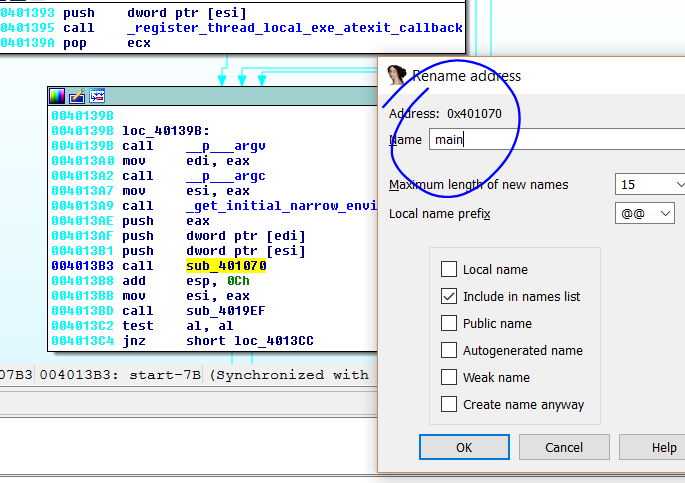 00401393 push dword ptr [esi]
00401395 call _register_thread_local_exe_atexit_callback
0040139A pop ecx
0040139B
0040139B loc_40139B:
0040139B call __p___argv
004013A0 mov edi, eax
004013A2 call __p___argc
004013A7 mov esi, eax
004013A9 call _get_initial_narrow_envi
004013AE push eax
004013AF push dword ptr [edi]
004013B1 push dword ptr [esi]
004013B3 call sub_401070
004013B8 add esp, 0Ch
004013BB mov esi, eax
004013BD call sub_4019EF
004013C2 test al, al
004013C4 jnz short loc_4013CC
07B3 004013B3: start-7B (Synchronized with
Rename address
Address: 0x401070
Name main
Maximum length of new names 15
Local name prefix @@
Local name
Include in names list
Public name
Autogenerated name
Weak name
Create name anyway
OK Cancel Help